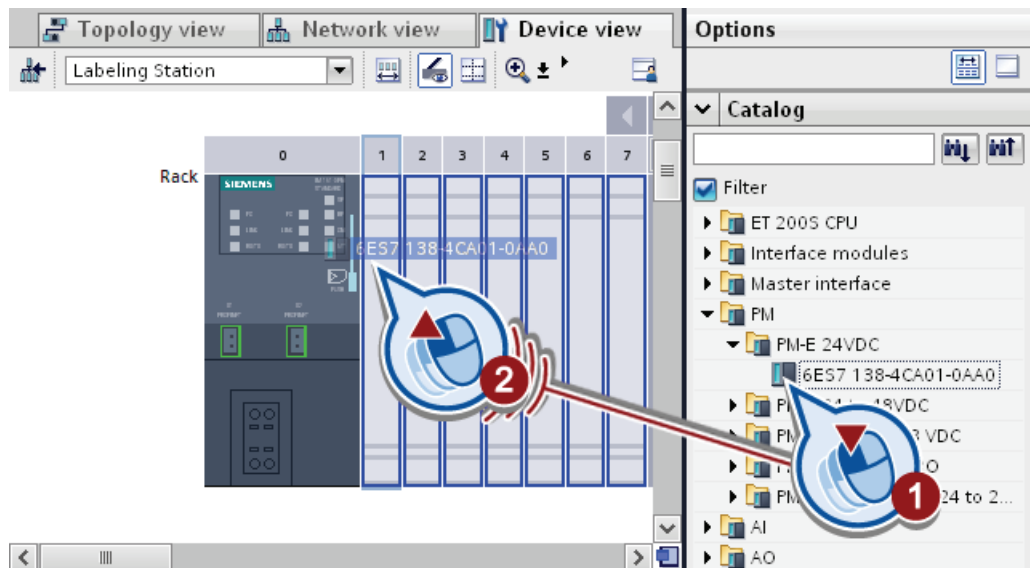 Topology view
Network view
Device view
Options
Labeling Station
Catalog
Filter
0 1 2 3 4 5 6 7
Rack
SIEMENS
6ES7 138-4CA01-0AA0
ET 200S CPU
Interface modules
Master interface
PM
PM-E 24VDC
6ES7 138-4CA01-0AA0
48VDC
VDC
O
24 to 2...
AI
AO
2
1